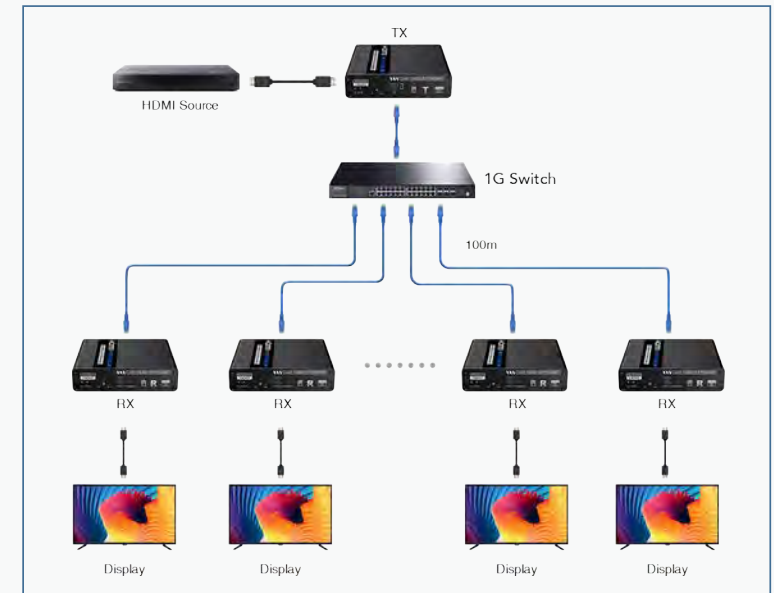 TX
HDMI Source
1G Switch
100m
RX
RX
RX
RX
Display
Display
Display
Display